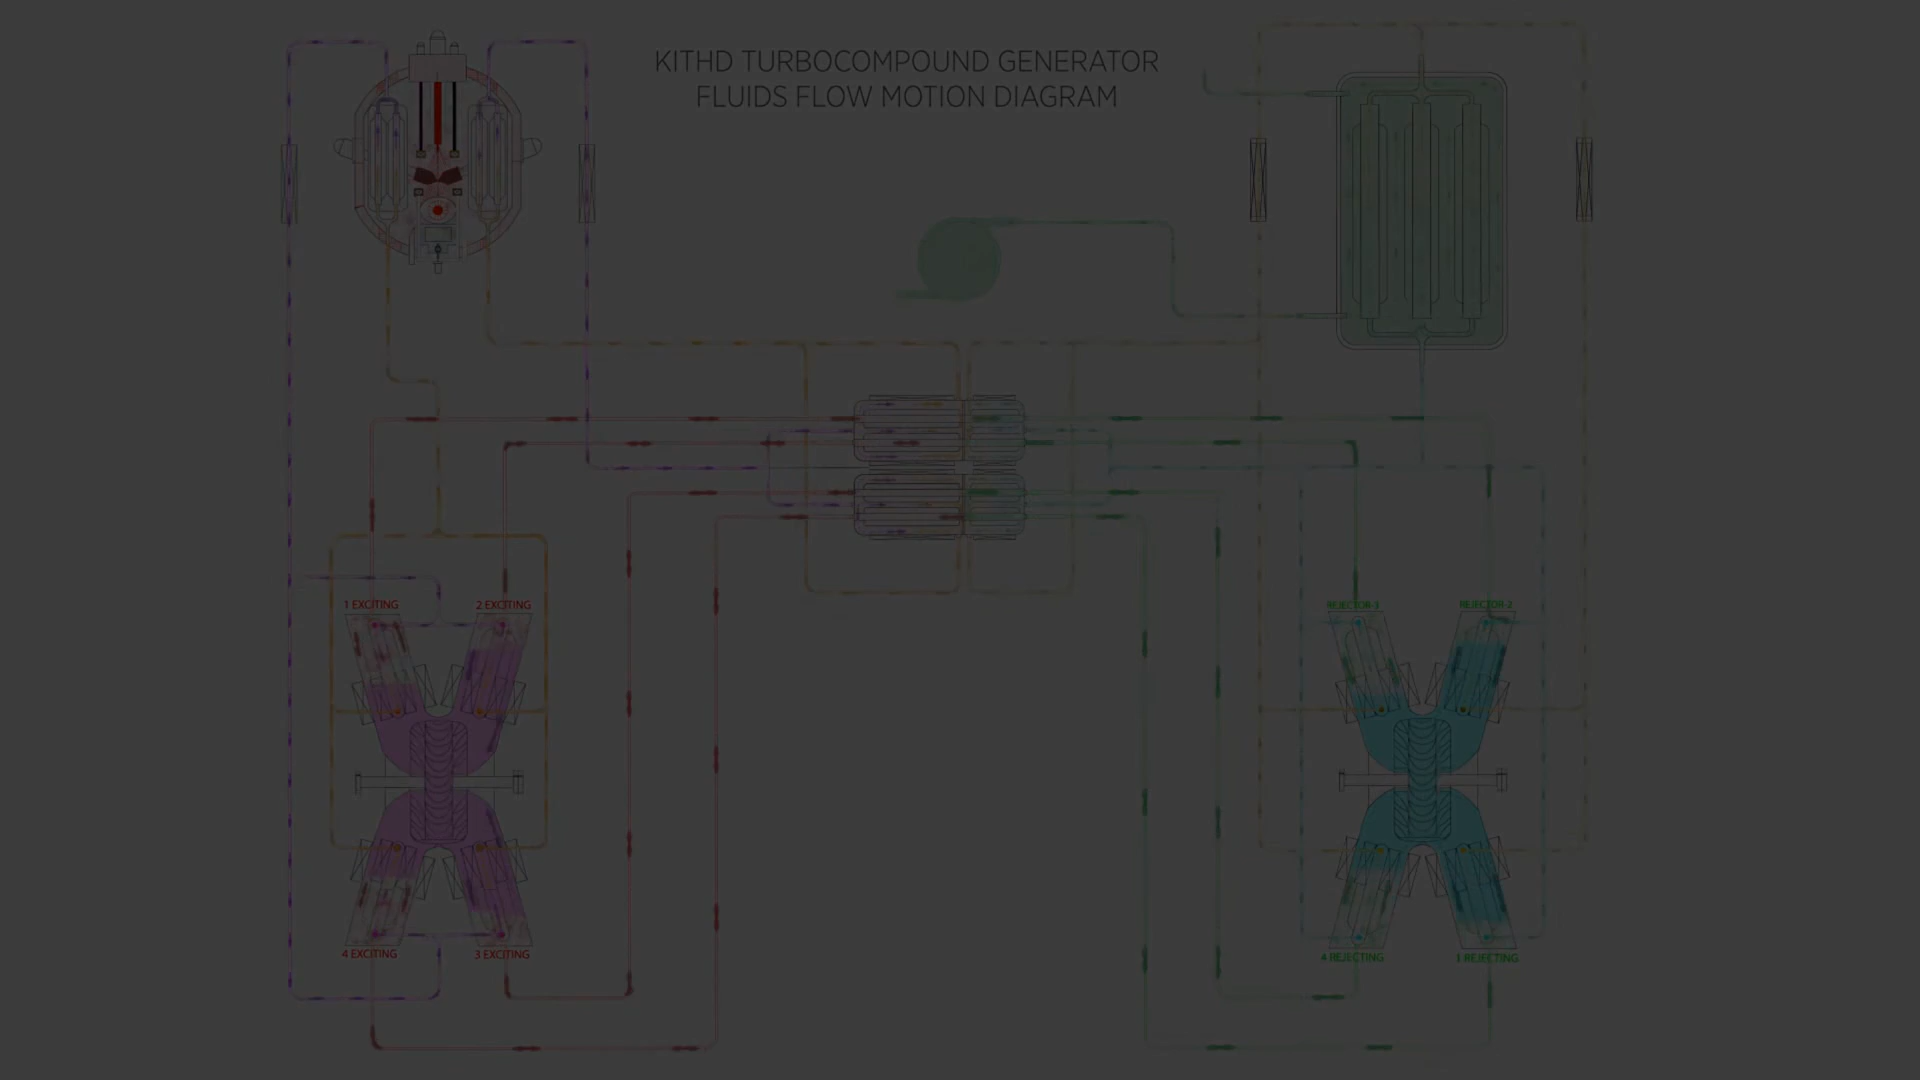 KITHD TURBOCOMPOUND GENERATOR
FLUIDS FLOW MOTION DIAGRAM
1 EXCITING
2 EXCITING
REJECTOR-3
REJECTOR-2
4 EXCITING
3 EXCITING
4 REJECTING
1 REJECTING